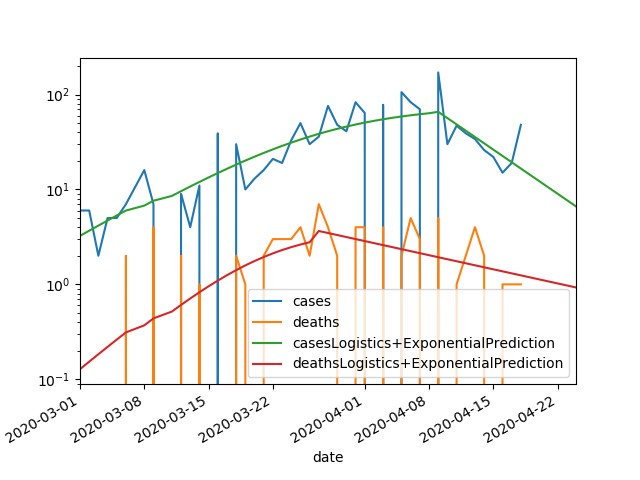 10²
10¹
10⁰
10⁻¹
cases
deaths
casesLogistics+ExponentialPrediction
deathsLogistics+ExponentialPrediction
2020-03-01
2020-03-08
2020-03-15
2020-03-22
2020-04-01
2020-04-08
2020-04-15
2020-04-22
date